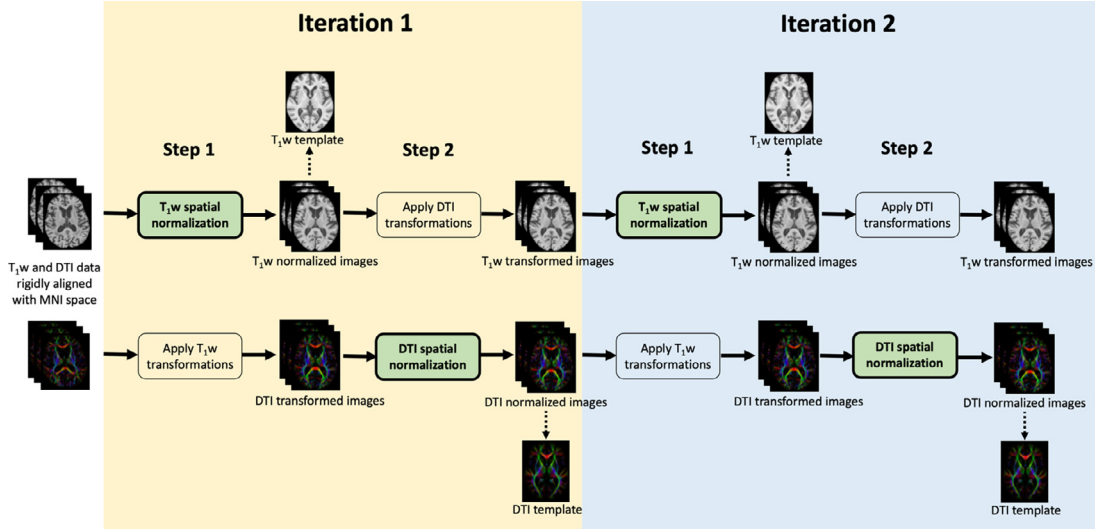 Iteration 1
Iteration 2
T₁w template
T₁w template
Step 1
Step 2
Step 1
Step 2
T₁w spatial
normalization
Apply DTI
transformations
T₁w spatial
normalization
Apply DTI
transformations
T₁w normalized images
T₁w transformed images
T₁w normalized images
T₁w transformed images
T₁w and DTI data
rigidly aligned
with MNI space
Apply T₁w
transformations
DTI spatial
normalization
Apply T₁w
transformations
DTI spatial
normalization
DTI transformed images
DTI normalized images
DTI transformed images
DTI normalized images
DTI template
DTI template